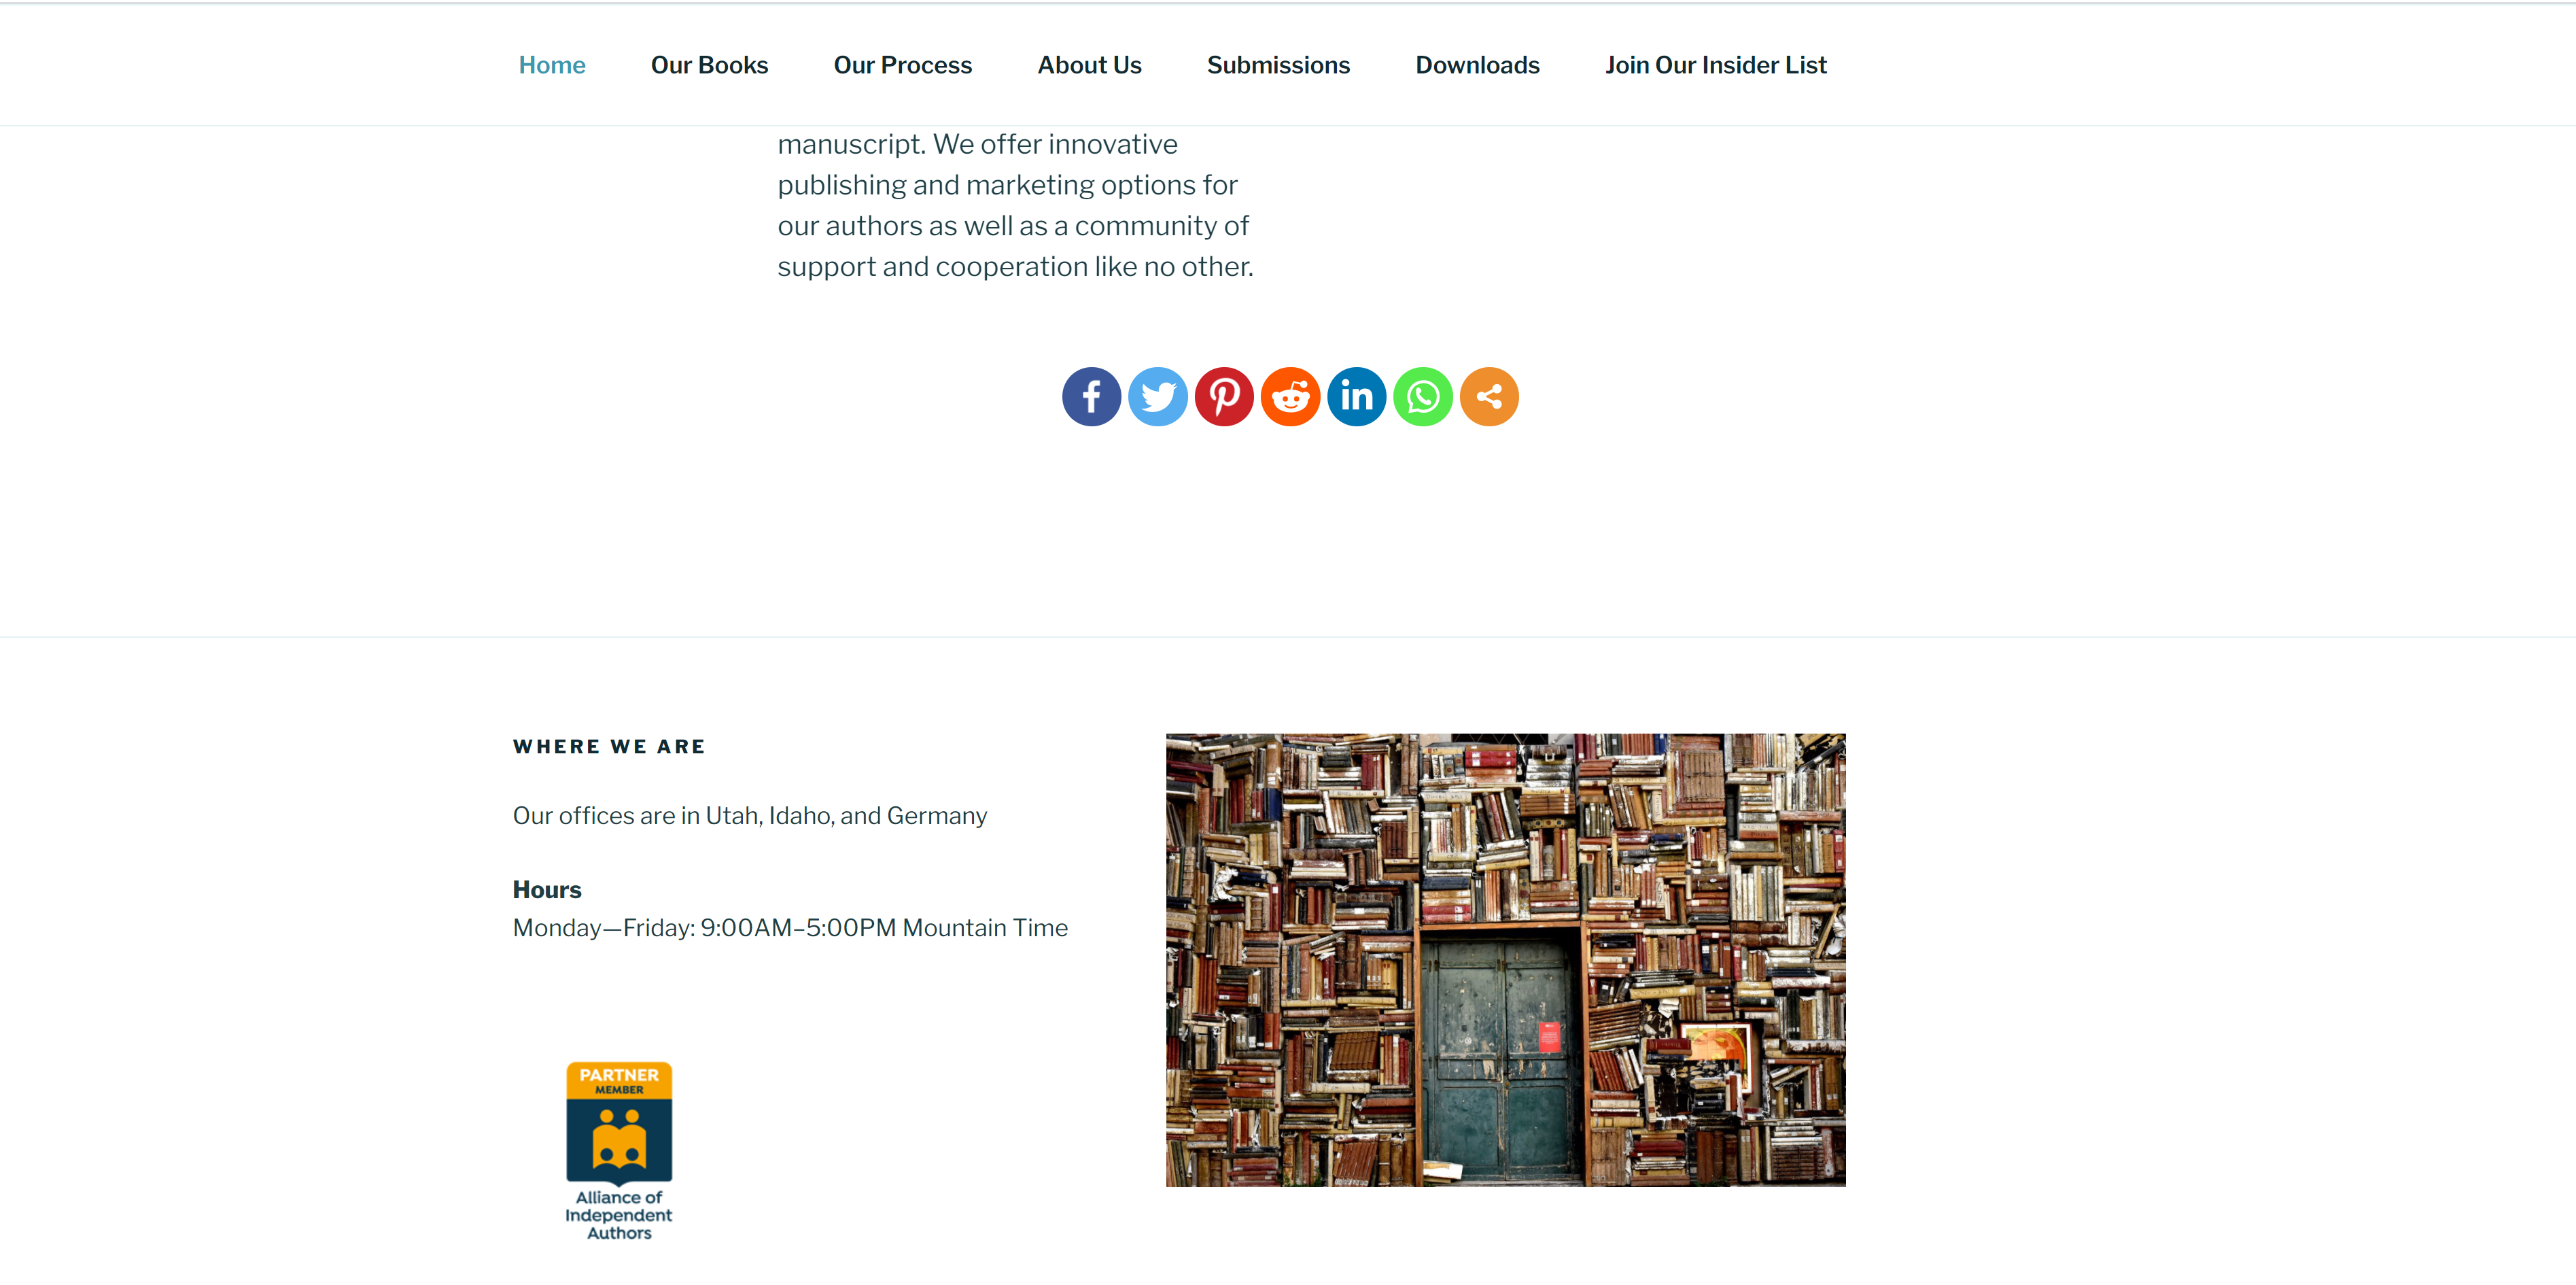 Home Our Books Our Process About Us Submissions Downloads Join Our Insider List
manuscript. We offer innovative
publishing and marketing options for
our authors as well as a community of
support and cooperation like no other.
WHERE WE ARE
Our offices are in Utah, Idaho, and Germany
Hours
Monday—Friday: 9:00AM–5:00PM Mountain Time
PARTNER
MEMBER
Alliance of
Independent
Authors